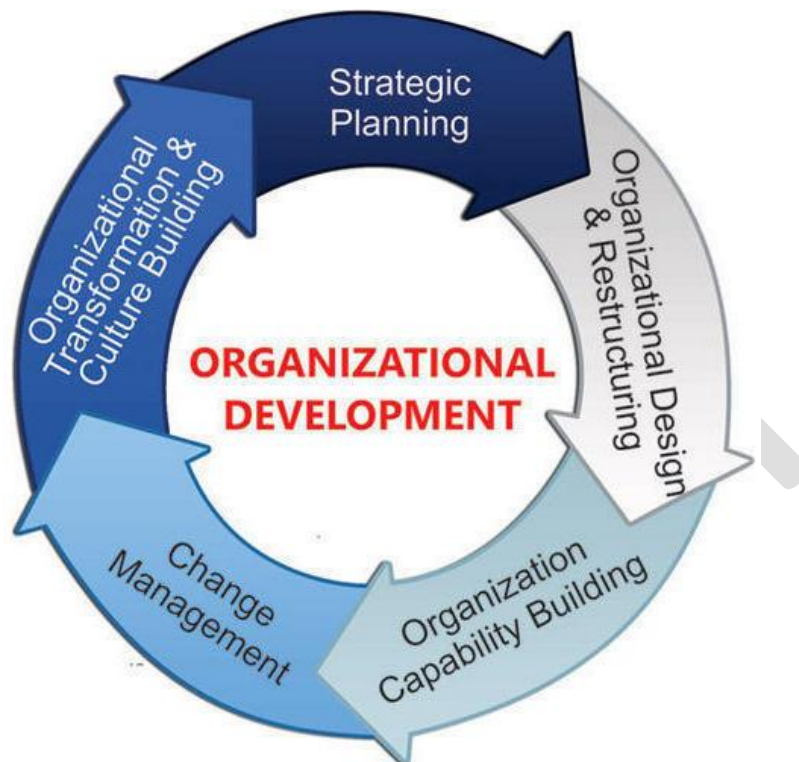 Strategic
Planning
Organizational Design
& Restructuring
Organization
Capability Building
Change
Management
Organizational
Transformation &
Culture Building
ORGANIZATIONAL
DEVELOPMENT